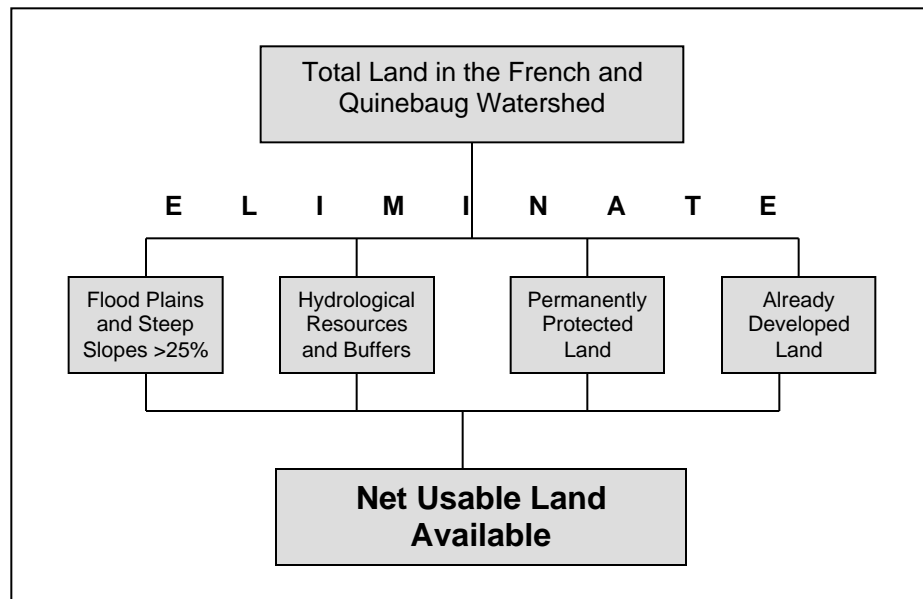 Total Land in the French and
Quinebaug Watershed
E L I M I N A T E
Flood Plains
and Steep
Slopes >25%
Hydrological
Resources
and Buffers
Permanently
Protected
Land
Already
Developed
Land
Net Usable Land
Available